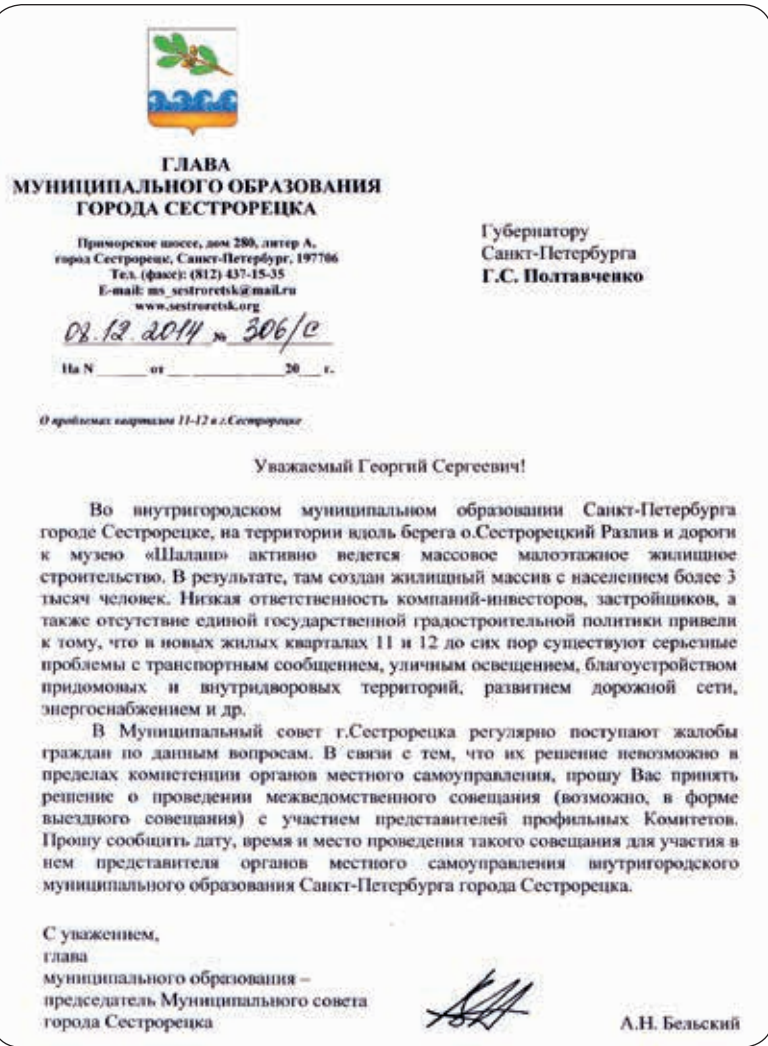 ГЛАВА
МУНИЦИПАЛЬНОГО ОБРАЗОВАНИЯ
ГОРОДА СЕСТРОРЕЦКА
Приморское шоссе, дом 280, литер А,
город Сестрорецк, Санкт-Петербург, 197706
Тел. (факс): (812) 437-15-35
E-mail: ms_sestroretsk@mail.ru
www.sestroretsk.org
08.12.2014 № 306/С
На N ______ от ______ 20___ г.
Губернатору
Санкт-Петербурга
Г.С. Полтавченко
О проблемах кварталов 11-12 в г.Сестрорецке
Уважаемый Георгий Сергеевич!
Во внутригородском муниципальном образовании Санкт-Петербурга
городе Сестрорецке, на территории вдоль берега о.Сестрорецкий Разлив и дороги
к музею «Шалаш» активно ведется массовое малоэтажное жилищное
строительство. В результате, там создан жилищный массив с населением более 3
тысяч человек. Низкая ответственность компаний-инвесторов, застройщиков, а
также отсутствие единой государственной градостроительной политики привели
к тому, что в новых жилых кварталах 11 и 12 до сих пор существуют серьезные
проблемы с транспортным сообщением, уличным освещением, благоустройством
придомовых и внутридворовых территорий, развитием дорожной сети,
энергоснабжением и др.
В Муниципальный совет г.Сестрорецка регулярно поступают жалобы
граждан по данным вопросам. В связи с тем, что их решение невозможно в
пределах компетенции органов местного самоуправления, прошу Вас принять
решение о проведении межведомственного совещания (возможно, в форме
выездного совещания) с участием представителей профильных Комитетов.
Прошу сообщить дату, время и место проведения такого совещания для участия в
нем представителя органов местного самоуправления внутригородского
муниципального образования Санкт-Петербурга города Сестрорецка.
С уважением,
глава
муниципального образования –
председатель Муниципального совета
города Сестрорецка
А.Н. Бельский